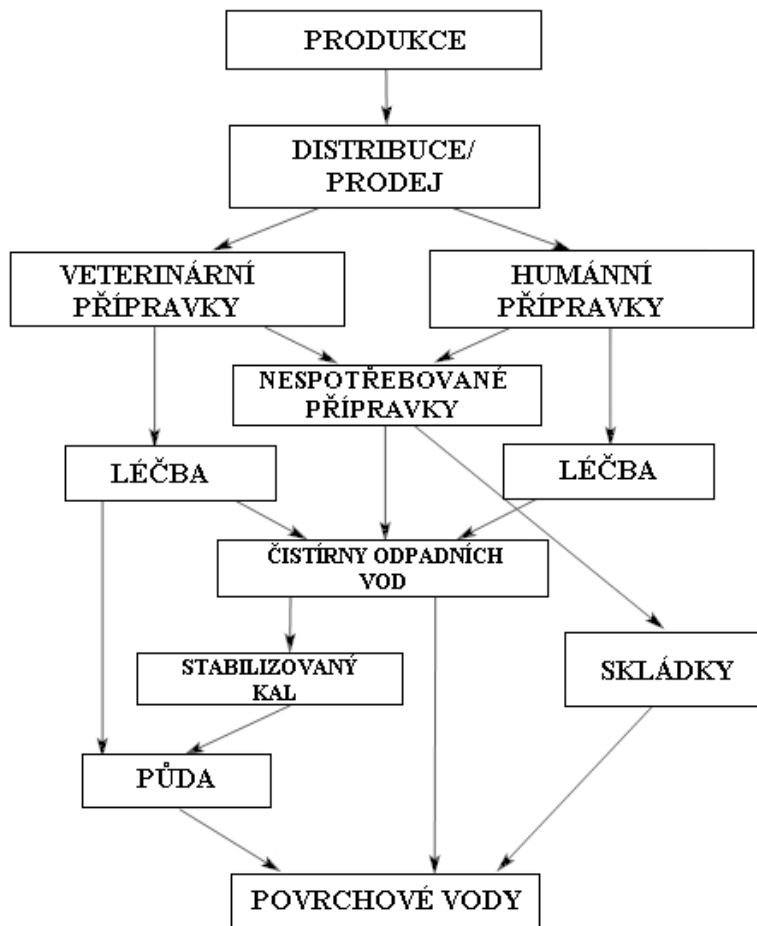 PRODUKCE
DISTRIBUCE/
PRODEJ
VETERINÁRNÍ
PŘÍPRAVKY
HUMÁNNÍ
PŘÍPRAVKY
NESPOTŘEBOVANÉ
PŘÍPRAVKY
LÉČBA
LÉČBA
ČISTÍRNY ODPADNÍCH
VOD
STABILIZOVANÝ
KAL
SKLÁDKY
PŮDA
POVRCHOVÉ VODY